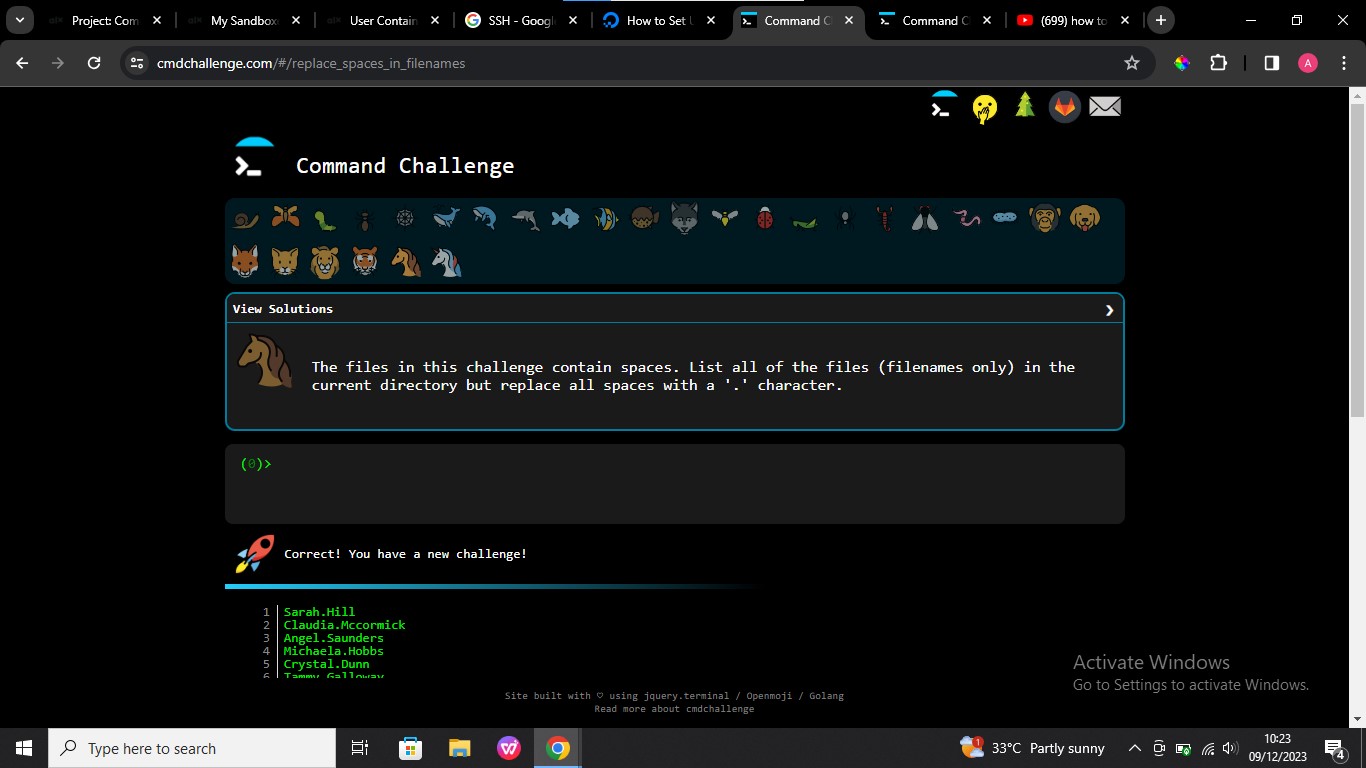 Project: Com
My Sandbox
User Contain
SSH - Googl
How to Set U
Command C
Command C
(699) how to
cmdchallenge.com/#/replace_spaces_in_filenames
A
Command Challenge
View Solutions
The files in this challenge contain spaces. List all of the files (filenames only) in the
current directory but replace all spaces with a '.' character.
(0)>
Correct! You have a new challenge!
1 Sarah.Hill
2 Claudia.Mccormick
3 Angel.Saunders
4 Michaela.Hobbs
5 Crystal.Dunn
6 Tammy.Galloway
Activate Windows
Go to Settings to activate Windows.
Site built with ♡ using jquery.terminal / Openmoji / Golang
Read more about cmdchallenge
Type here to search
1
33°C Partly sunny
10:23
09/12/2023
4